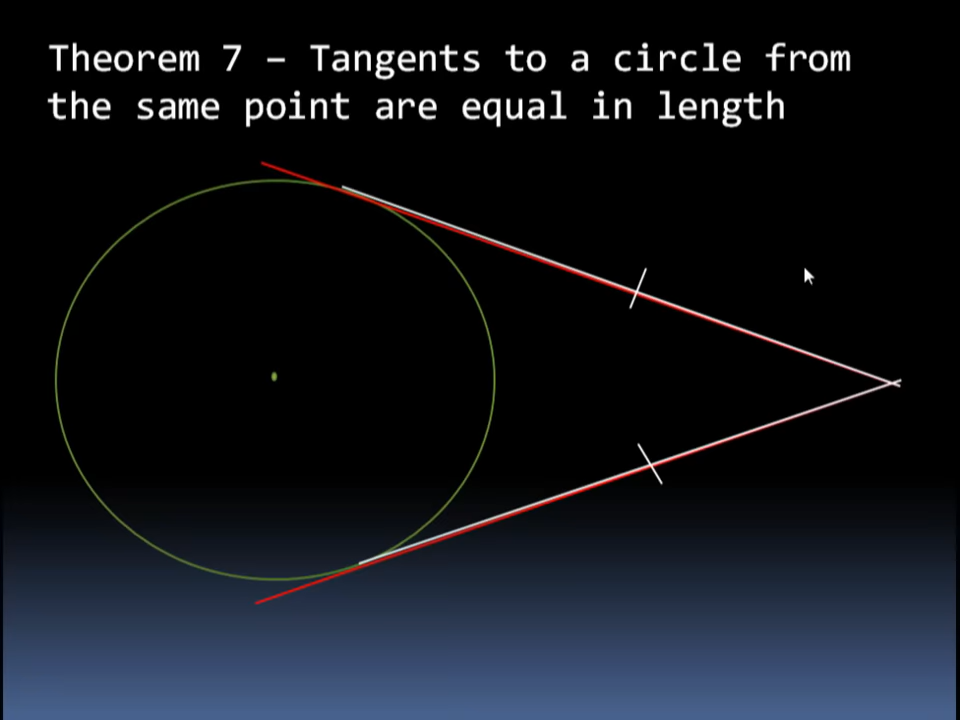 Theorem 7 – Tangents to a circle from
the same point are equal in length